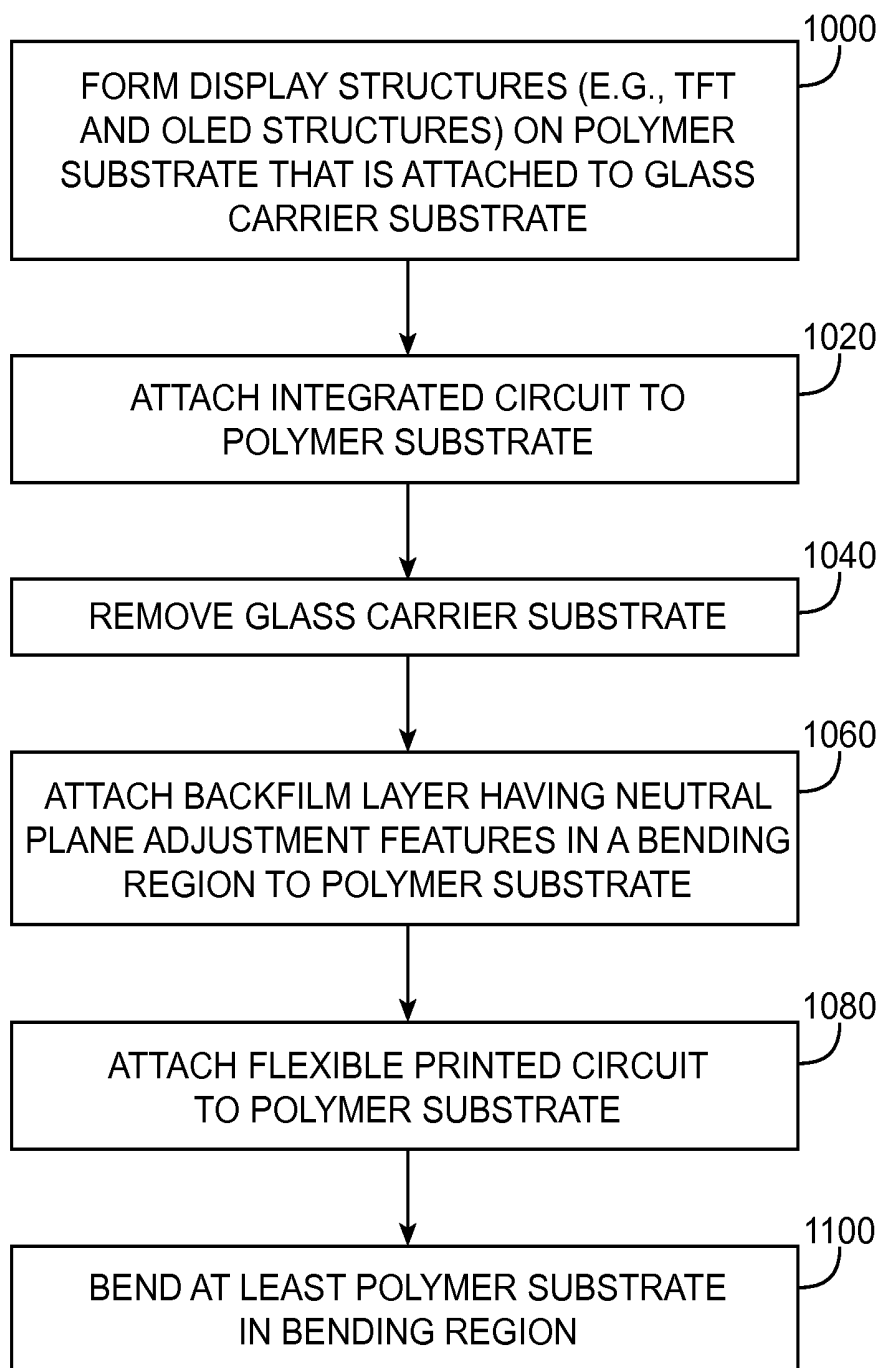 1000
FORM DISPLAY STRUCTURES (E.G., TFT
AND OLED STRUCTURES) ON POLYMER
SUBSTRATE THAT IS ATTACHED TO GLASS
CARRIER SUBSTRATE
1020
ATTACH INTEGRATED CIRCUIT TO
POLYMER SUBSTRATE
1040
REMOVE GLASS CARRIER SUBSTRATE
1060
ATTACH BACKFILM LAYER HAVING NEUTRAL
PLANE ADJUSTMENT FEATURES IN A BENDING
REGION TO POLYMER SUBSTRATE
1080
ATTACH FLEXIBLE PRINTED CIRCUIT
TO POLYMER SUBSTRATE
1100
BEND AT LEAST POLYMER SUBSTRATE
IN BENDING REGION